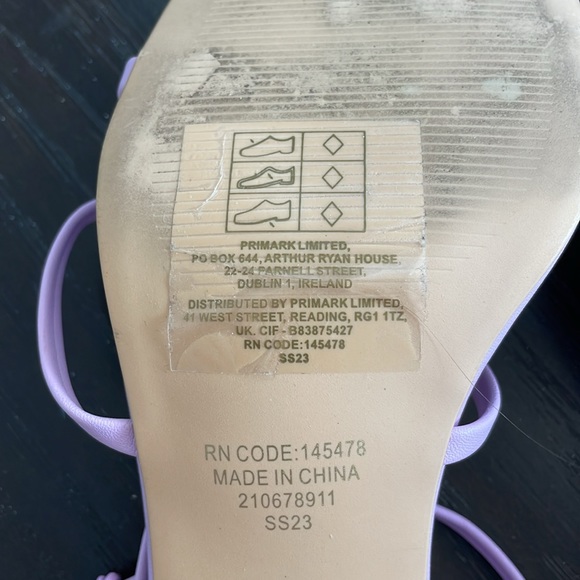 PRIMARK LIMITED,
PO BOX 644, ARTHUR RYAN HOUSE,
22-24 PARNELL STREET,
DUBLIN 1, IRELAND
DISTRIBUTED BY PRIMARK LIMITED,
41 WEST STREET, READING, RG1 1TZ,
UK. CIF - B83875427
RN CODE:145478
SS23
RN CODE:145478
MADE IN CHINA
210678911
SS23